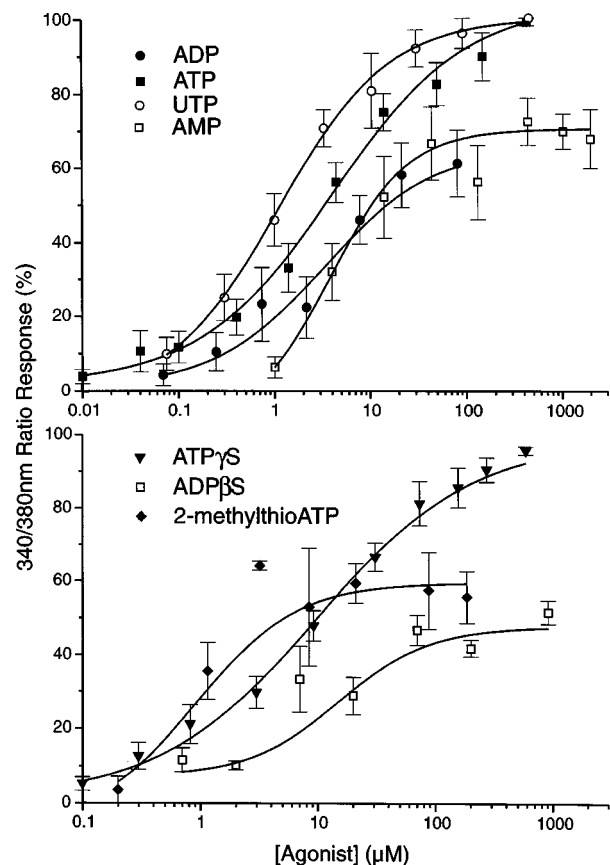 340/380nm Ratio Response (%)
100
80
60
40
20
0
ADP
ATP
UTP
AMP
0.01 0.1 1 10 100 1000
100
80
60
40
20
0
ATPγS
ADPβS
2-methylthioATP
0.1 1 10 100 1000
[Agonist] (µM)